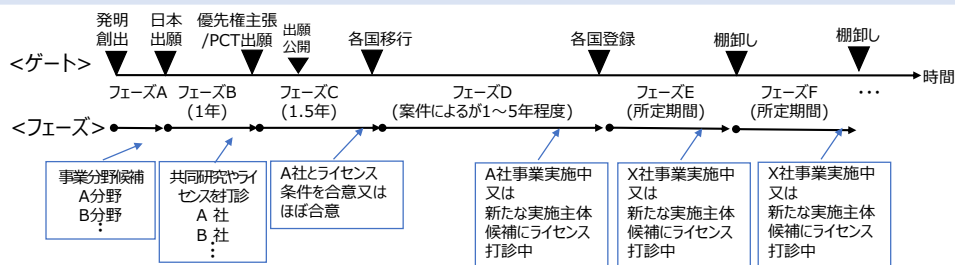 発明
創出
日本
出願
優先権主張
/PCT出願
出願
公開
各国移行
各国登録
棚卸し
棚卸し
<ゲート>
時間
フェーズA
フェーズB
(1年)
フェーズC
(1.5年)
フェーズD
(案件によるが1～5年程度)
フェーズE
(所定期間)
フェーズF
(所定期間)
…
<フェーズ>
事業分野候補
A分野
B分野
…
共同研究やライ
センスを打診
A 社
B 社
…
A社とライセンス
条件を合意又は
ほぼ合意
A社事業実施中
又は
新たな実施主体
候補にライセンス
打診中
X社事業実施中
又は
新たな実施主体
候補にライセンス
打診中
X社事業実施中
又は
新たな実施主体
候補にライセンス
打診中